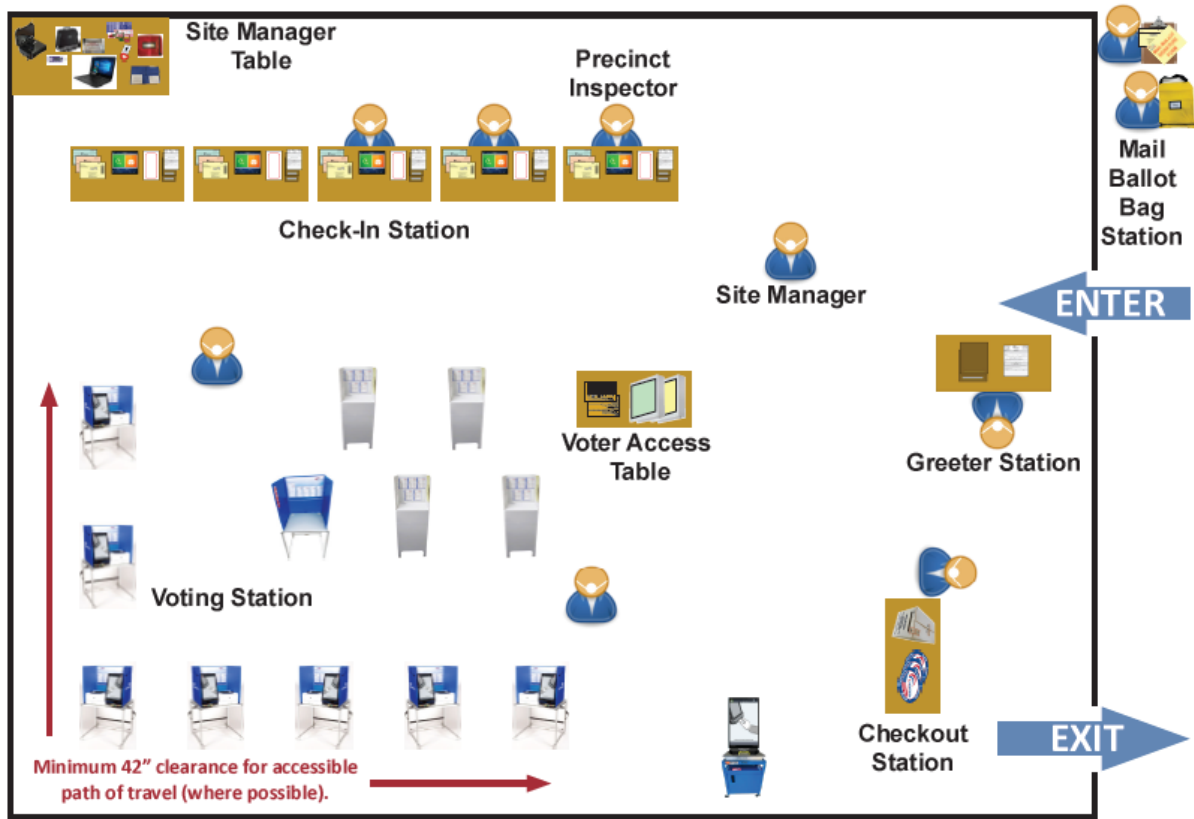 Site Manager
Table
Precinct
Inspector
Mail
Ballot
Bag
Station
Check-In Station
Site Manager
ENTER
Voter Access
Table
Greeter Station
Voting Station
Checkout
Station
EXIT
Minimum 42” clearance for accessible
path of travel (where possible).